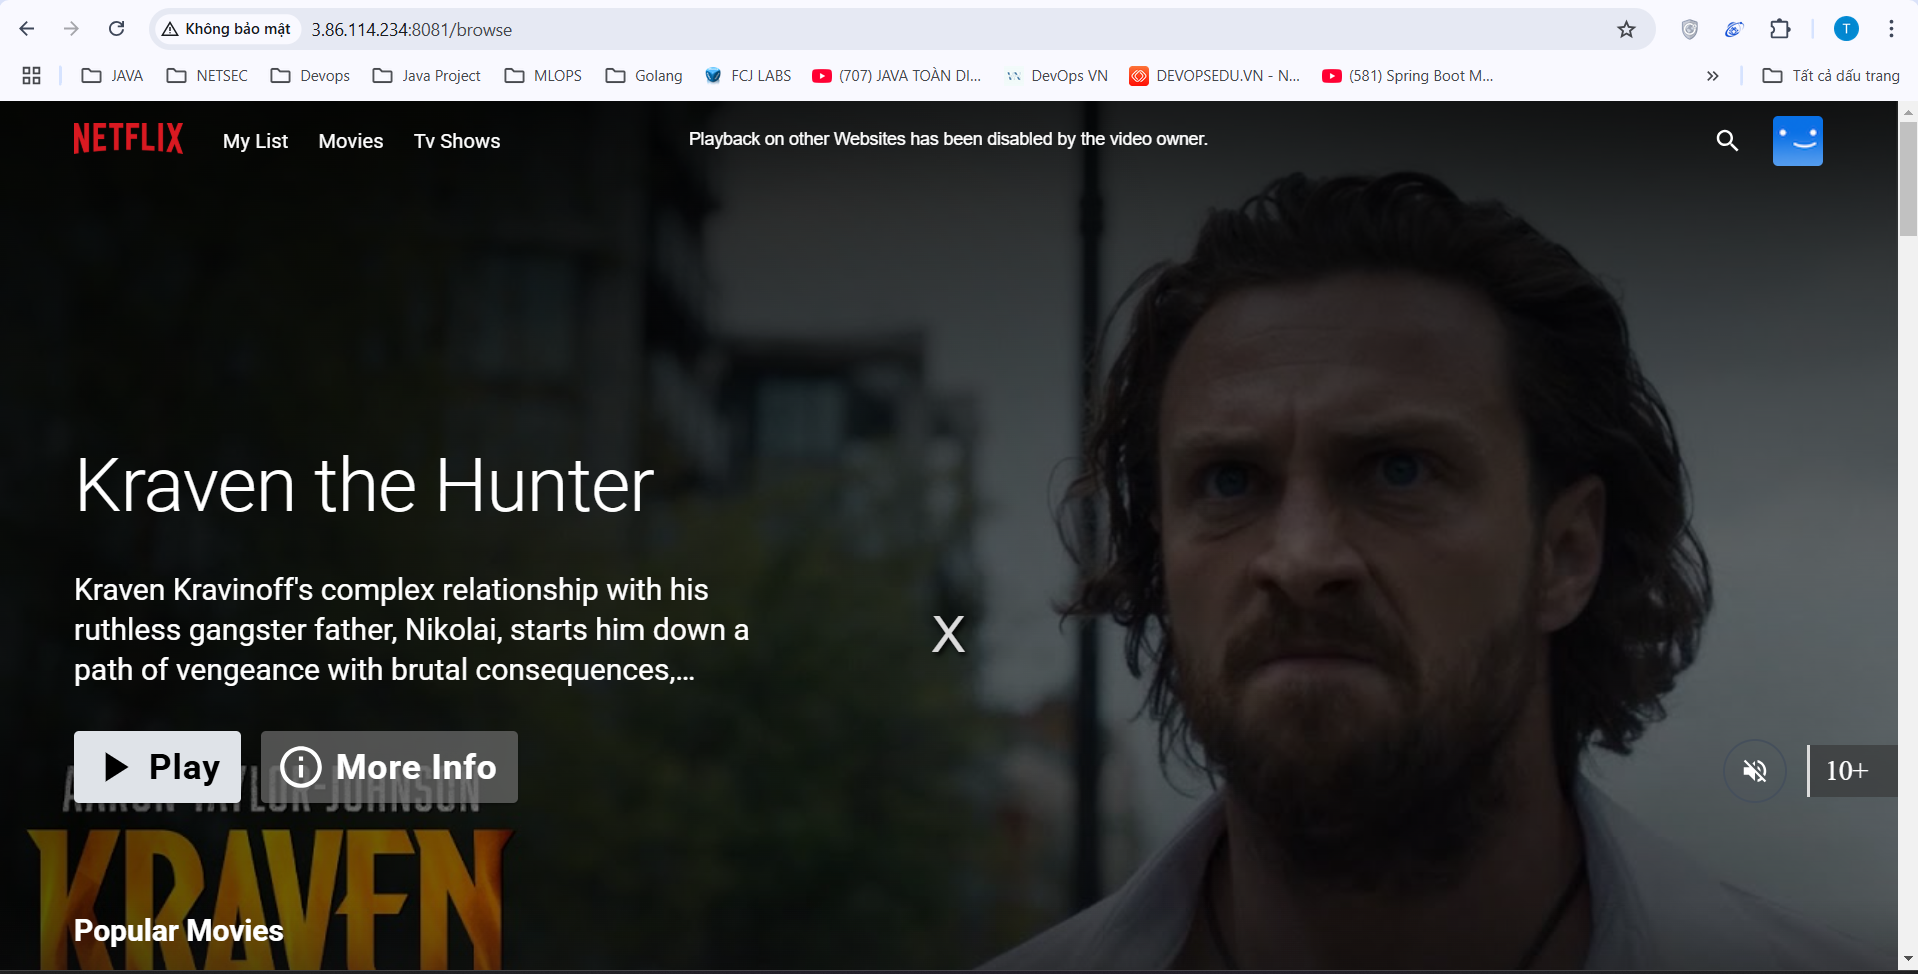 Không bảo mật 3.86.114.234:8081/browse T
JAVA NETSEC Devops Java Project MLOPS Golang FCJ LABS (707) JAVA TOÀN DI... DevOps VN DEVOPSEDU.VN - N... (581) Spring Boot M... » Tất cả dấu trang
NETFLIX My List Movies Tv Shows Playback on other Websites has been disabled by the video owner.
Kraven the Hunter
Kraven Kravinoff's complex relationship with his
ruthless gangster father, Nikolai, starts him down a
path of vengeance with brutal consequences,...
X
Play More Info
10+
AARON TAYLOR-JOHNSON
KRAVEN
Popular Movies